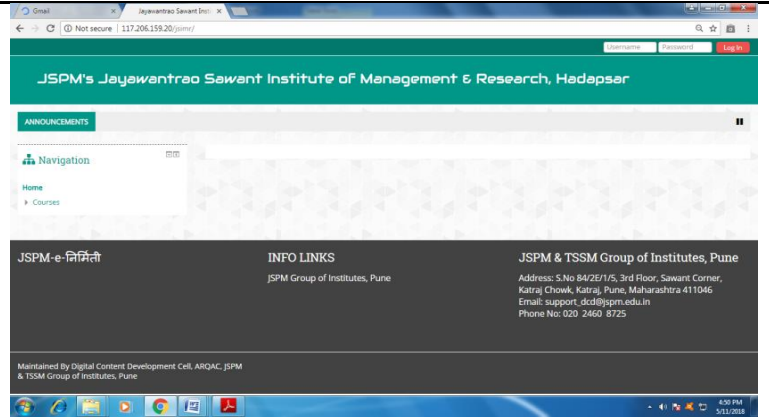 Gmail
Jayawantrao Sawant Insti
Not secure | 117.206.159.20/jsimr/
Username Password Log In
JSPM's Jayawantrao Sawant Institute of Management & Research, Hadapsar
ANNOUNCEMENTS
Navigation
Home
Courses
JSPM-e-निर्मिती
INFO LINKS
JSPM Group of Institutes, Pune
JSPM & TSSM Group of Institutes, Pune
Address: S.No 84/2E/1/5, 3rd Floor, Sawant Corner,
Katraj Chowk, Katraj, Pune, Maharashtra 411046
Email: support_dcd@jspm.edu.in
Phone No: 020 2460 8725
Maintained By Digital Content Development Cell, ARQAC, JSPM
& TSSM Group of Institutes, Pune
4:50 PM
5/11/2018